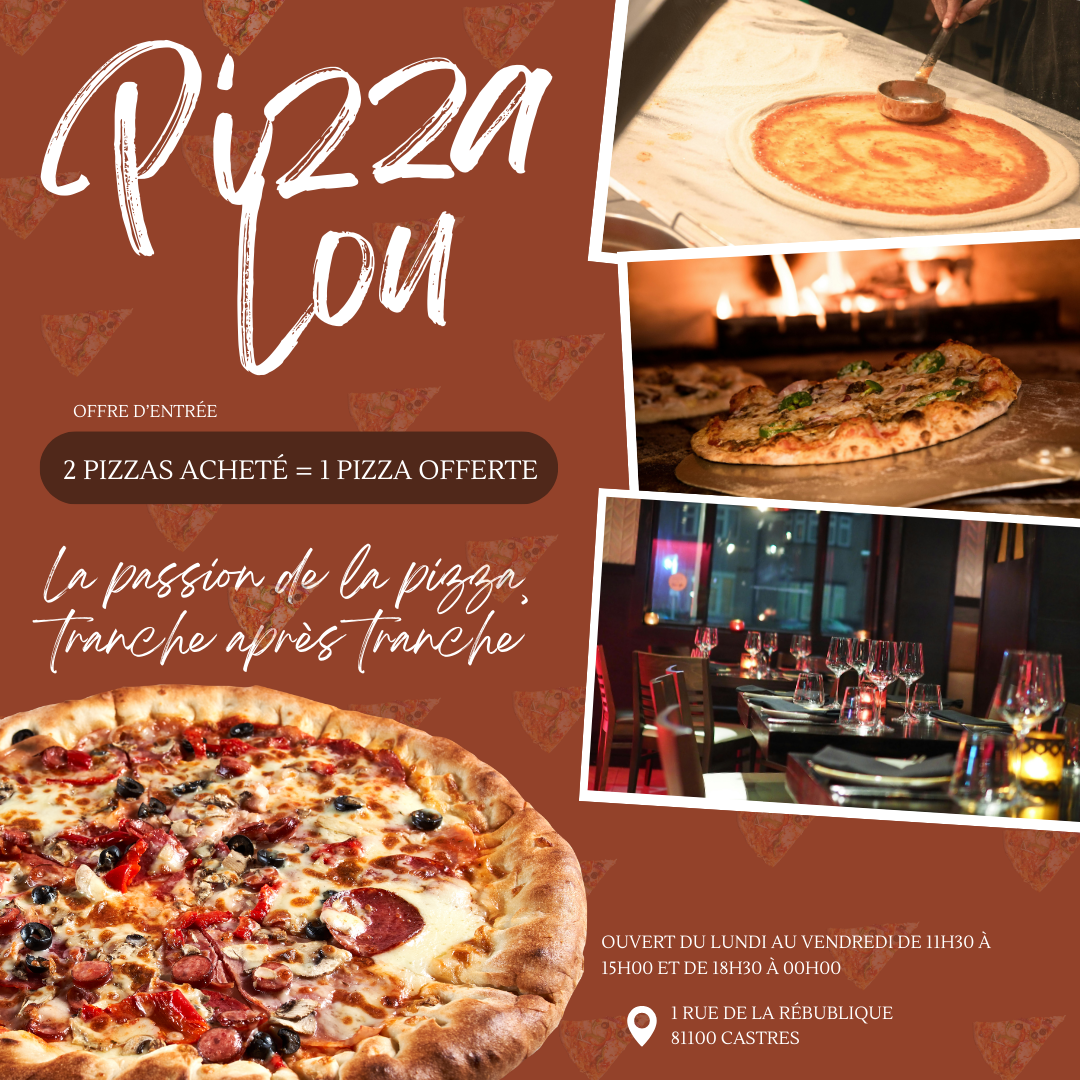 Pizza
Lou
OFFRE D'ENTRÉE
2 PIZZAS ACHETÉ = 1 PIZZA OFFERTE
La passion de la pizza,
tranche après tranche
OUVERT DU LUNDI AU VENDREDI DE 11H30 À
15H00 ET DE 18H30 À 00H00
1 RUE DE LA RÉBUBLIQUE
81100 CASTRES